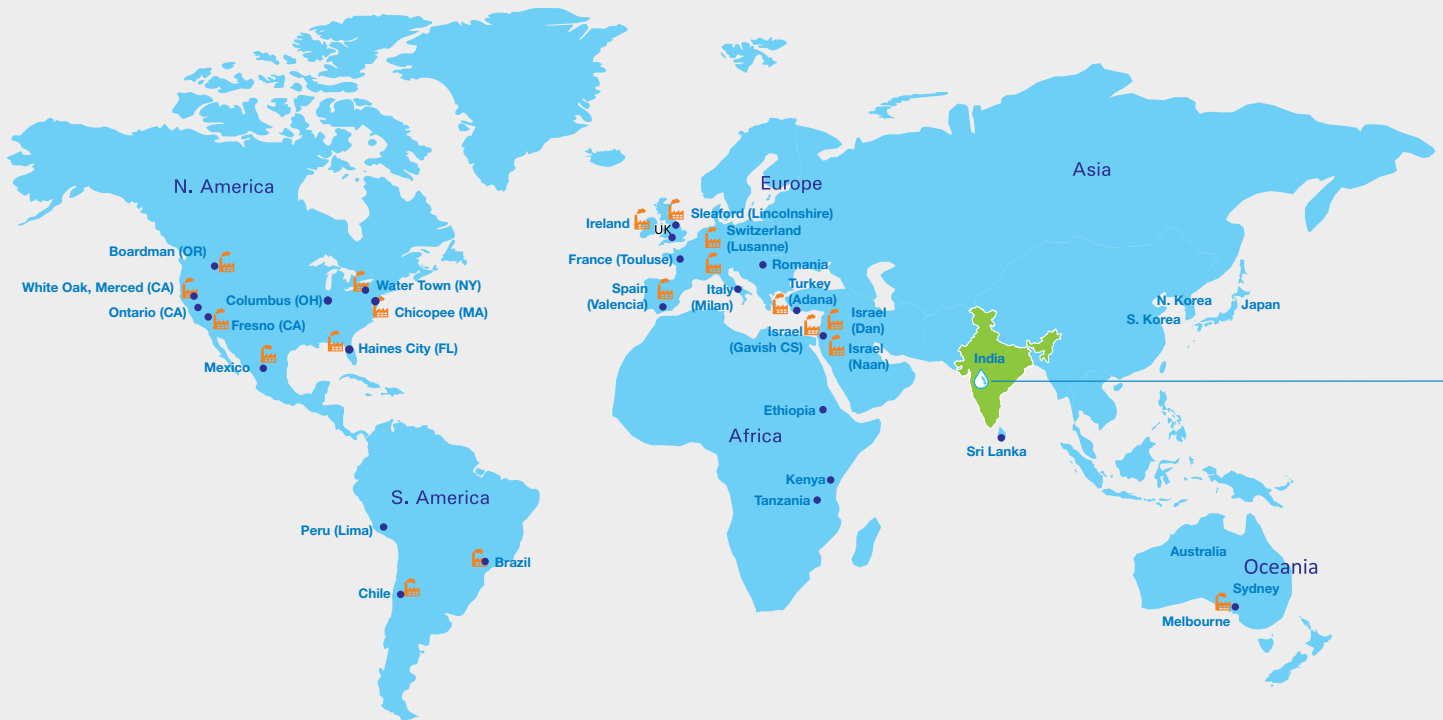 N. America
Boardman (OR)
White Oak, Merced (CA)
Ontario (CA)
Fresno (CA)
Columbus (OH)
Water Town (NY)
Chicopee (MA)
Haines City (FL)
Mexico
S. America
Peru (Lima)
Brazil
Chile
Europe
Ireland
UK
Sleaford (Lincolnshire)
Switzerland
(Lusanne)
France (Touluse)
Romania
Spain
(Valencia)
Italy
(Milan)
Turkey
(Adana)
Israel
(Dan)
Israel
(Gavish CS)
Israel
(Naan)
Africa
Ethiopia
Kenya
Tanzania
Asia
N. Korea
S. Korea
Japan
India
Sri Lanka
Australia
Oceania
Sydney
Melbourne